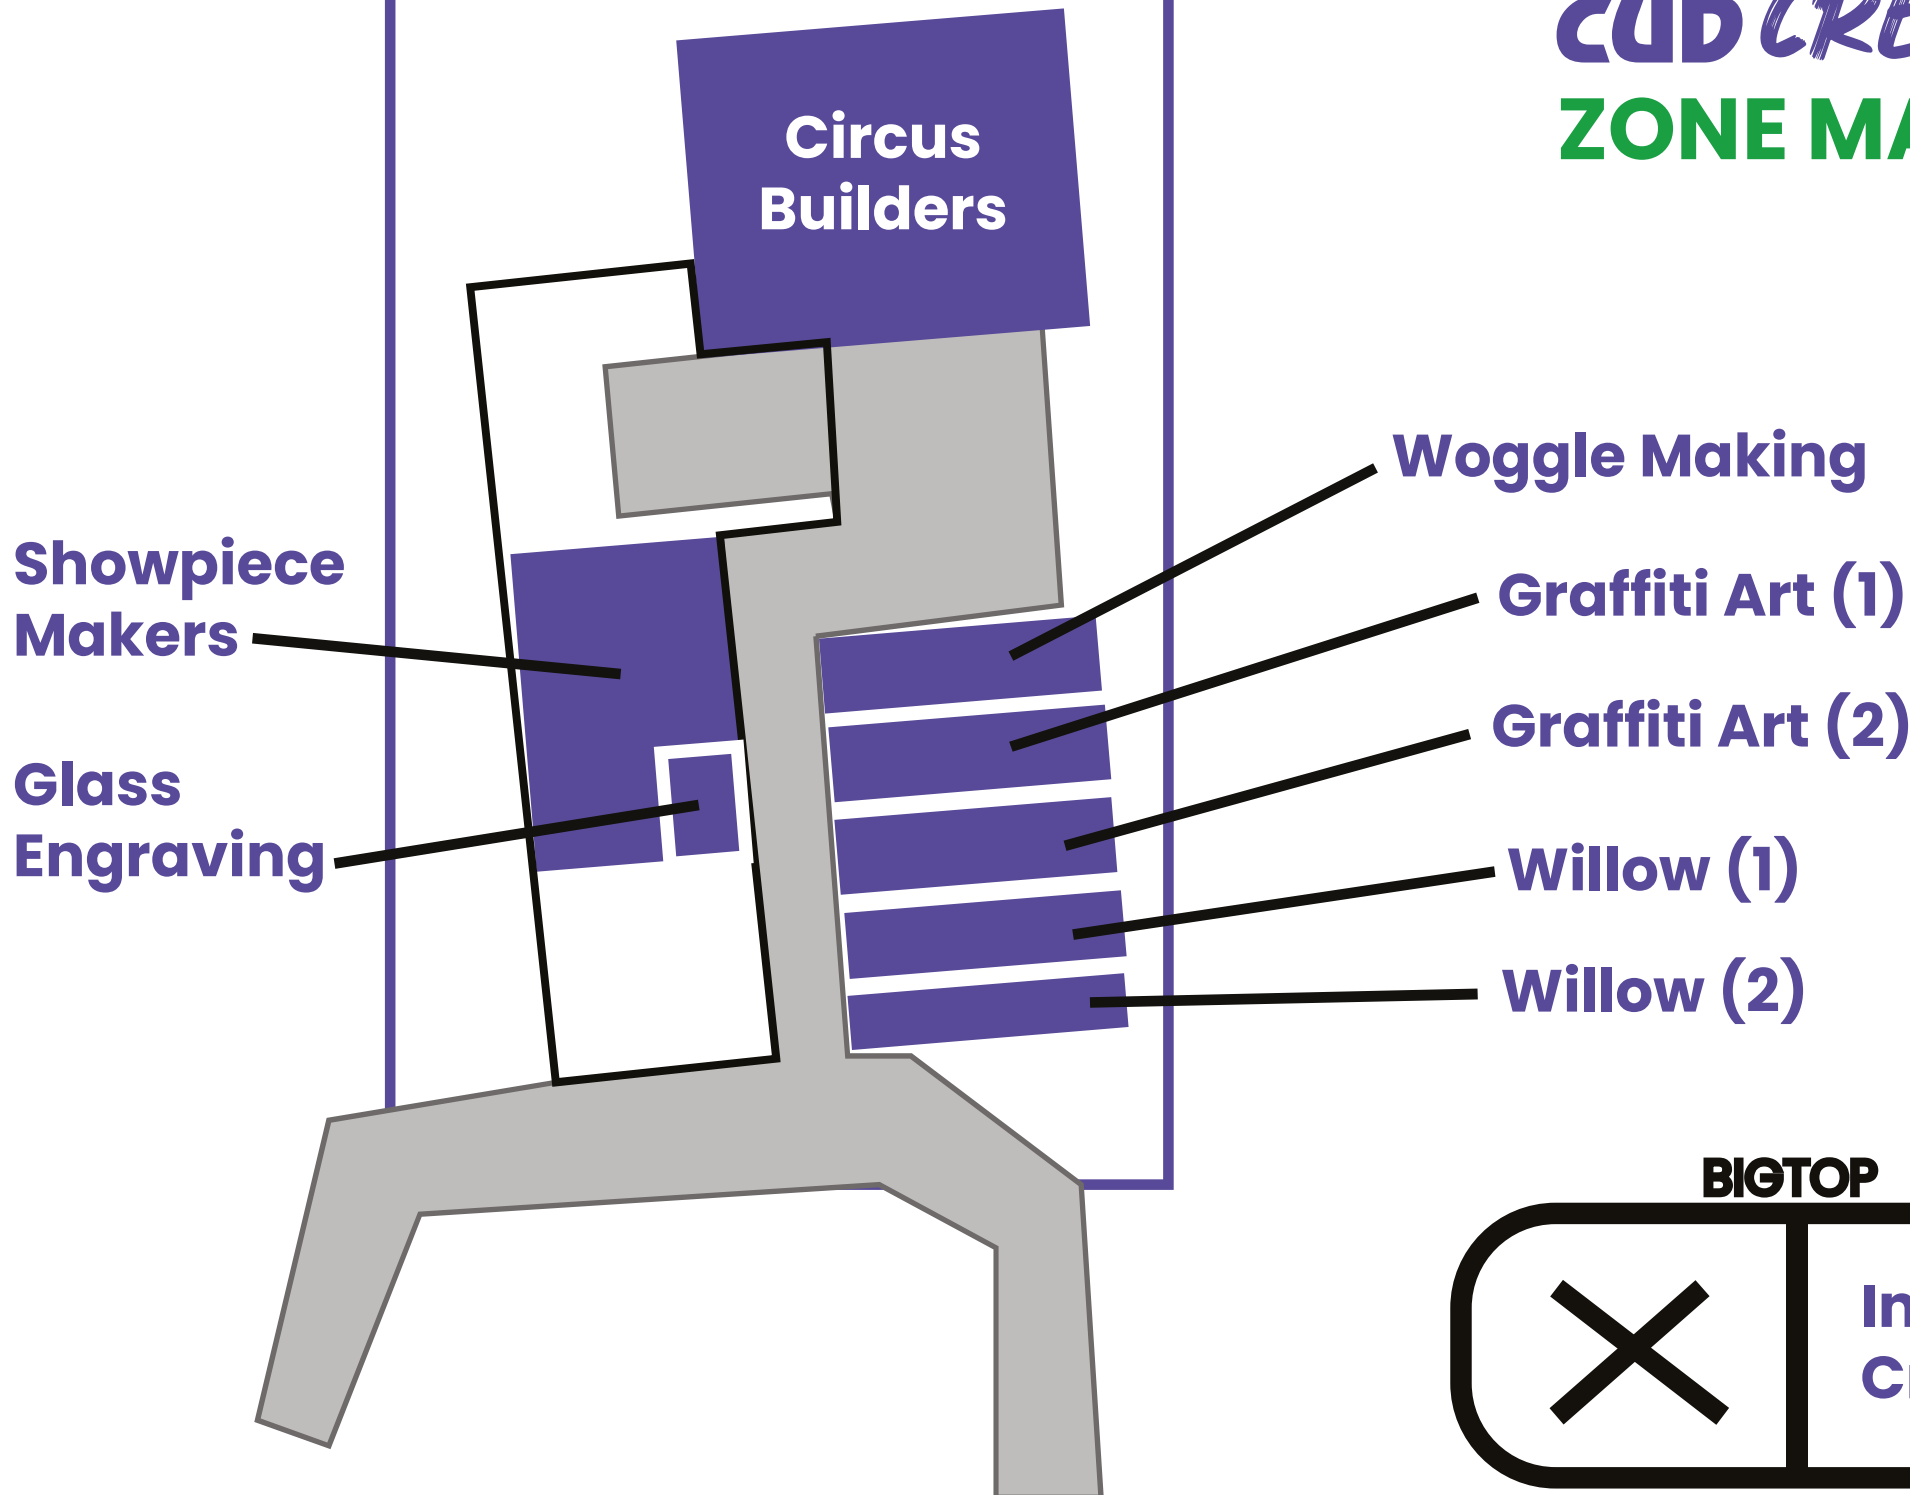 CUB
ZONE
Circus
Builders
Woggle Making
Showpiece
Makers
Graffiti Art (1)
Graffiti Art (2)
Glass
Engraving
Willow (1)
Willow (2)
BIGTOP